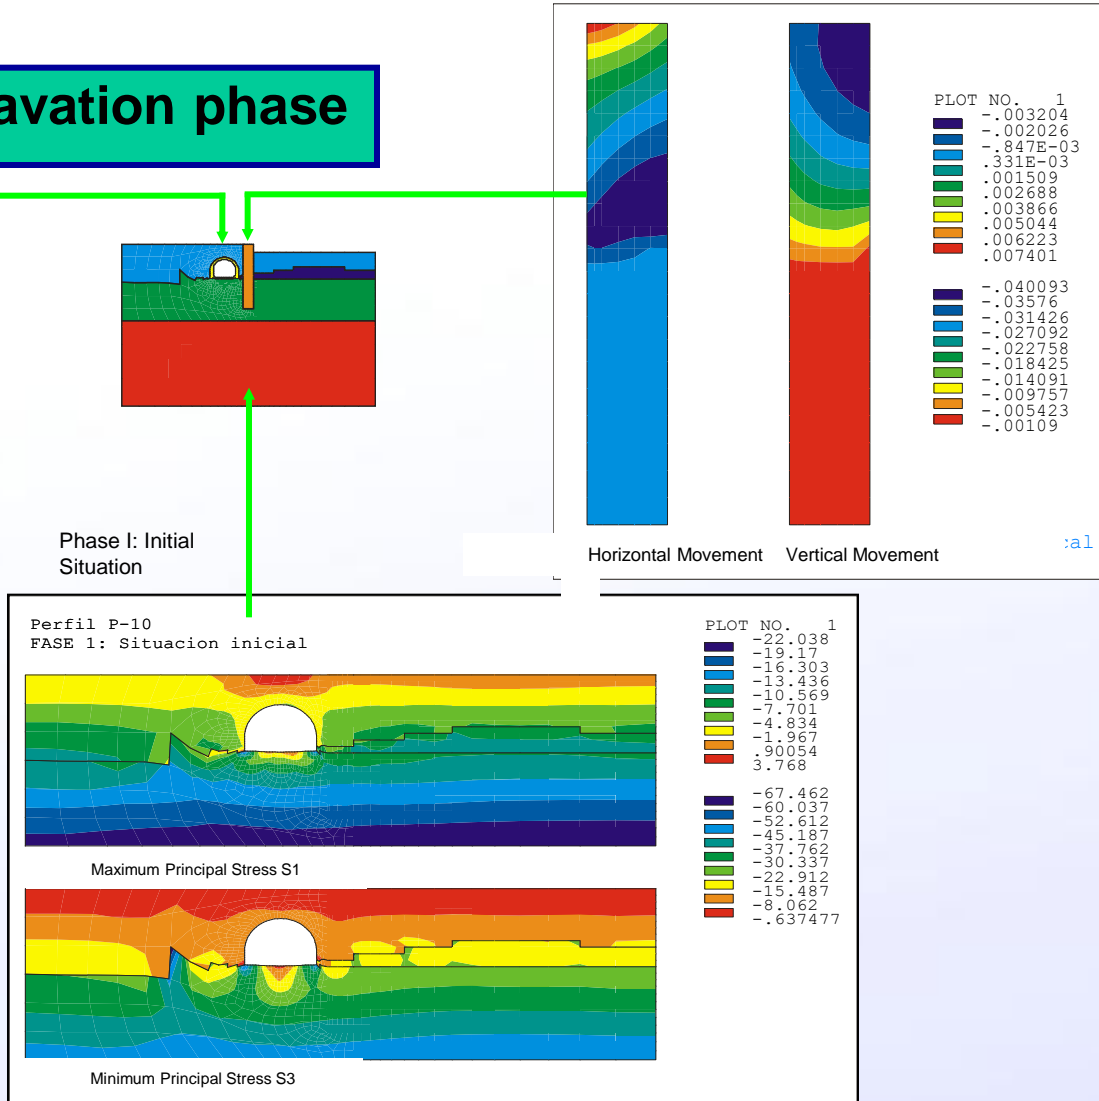 avation phase
PLOT NO. 1
-.003204
-.002026
-.847E-03
.331E-03
.001509
.002688
.003866
.005044
.006223
.007401
-.040093
-.03576
-.031426
-.027092
-.022758
-.018425
-.014091
-.009757
-.005423
-.00109
Phase I: Initial
Situation
Horizontal Movement Vertical Movement
cal
Perfil P-10
FASE 1: Situacion inicial
PLOT NO. 1
-22.038
-19.17
-16.303
-13.436
-10.569
-7.701
-4.834
-1.967
.90054
3.768
-67.462
-60.037
-52.612
-45.187
-37.762
-30.337
-22.912
-15.487
-8.062
-.637477
Maximum Principal Stress S1
Minimum Principal Stress S3